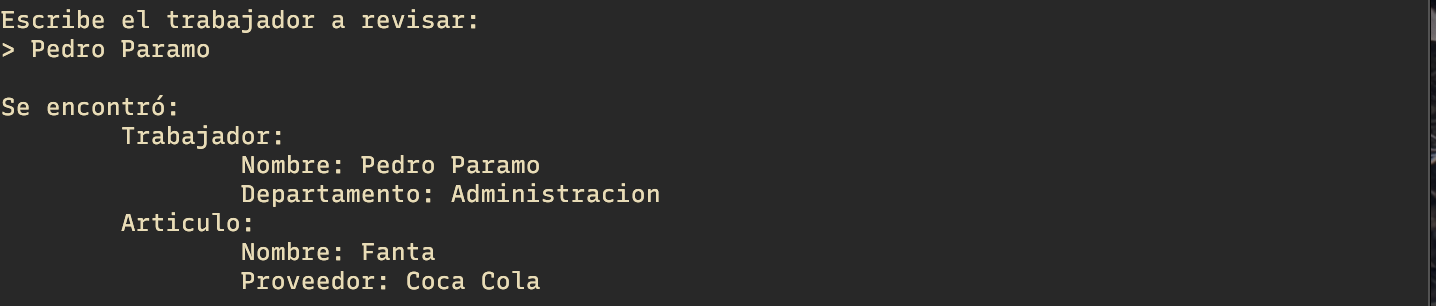 Escribe el trabajador a revisar:
> Pedro Paramo
Se encontró:
Trabajador:
Nombre: Pedro Paramo
Departamento: Administracion
Articulo:
Nombre: Fanta
Proveedor: Coca Cola